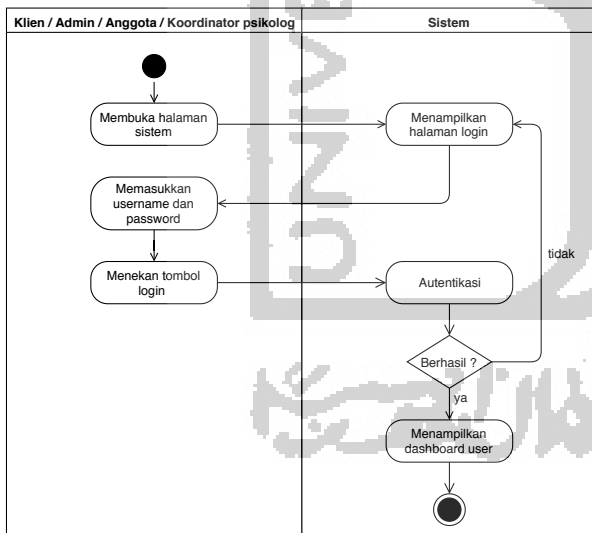 Klien / Admin / Anggota / Koordinator psikolog
Sistem
Membuka halaman
sistem
Menampilkan
halaman login
Memasukkan
username dan
password
Menekan tombol
login
Autentikasi
tidak
Berhasil ?
ya
Menampilkan
dashboard user
UNIVE